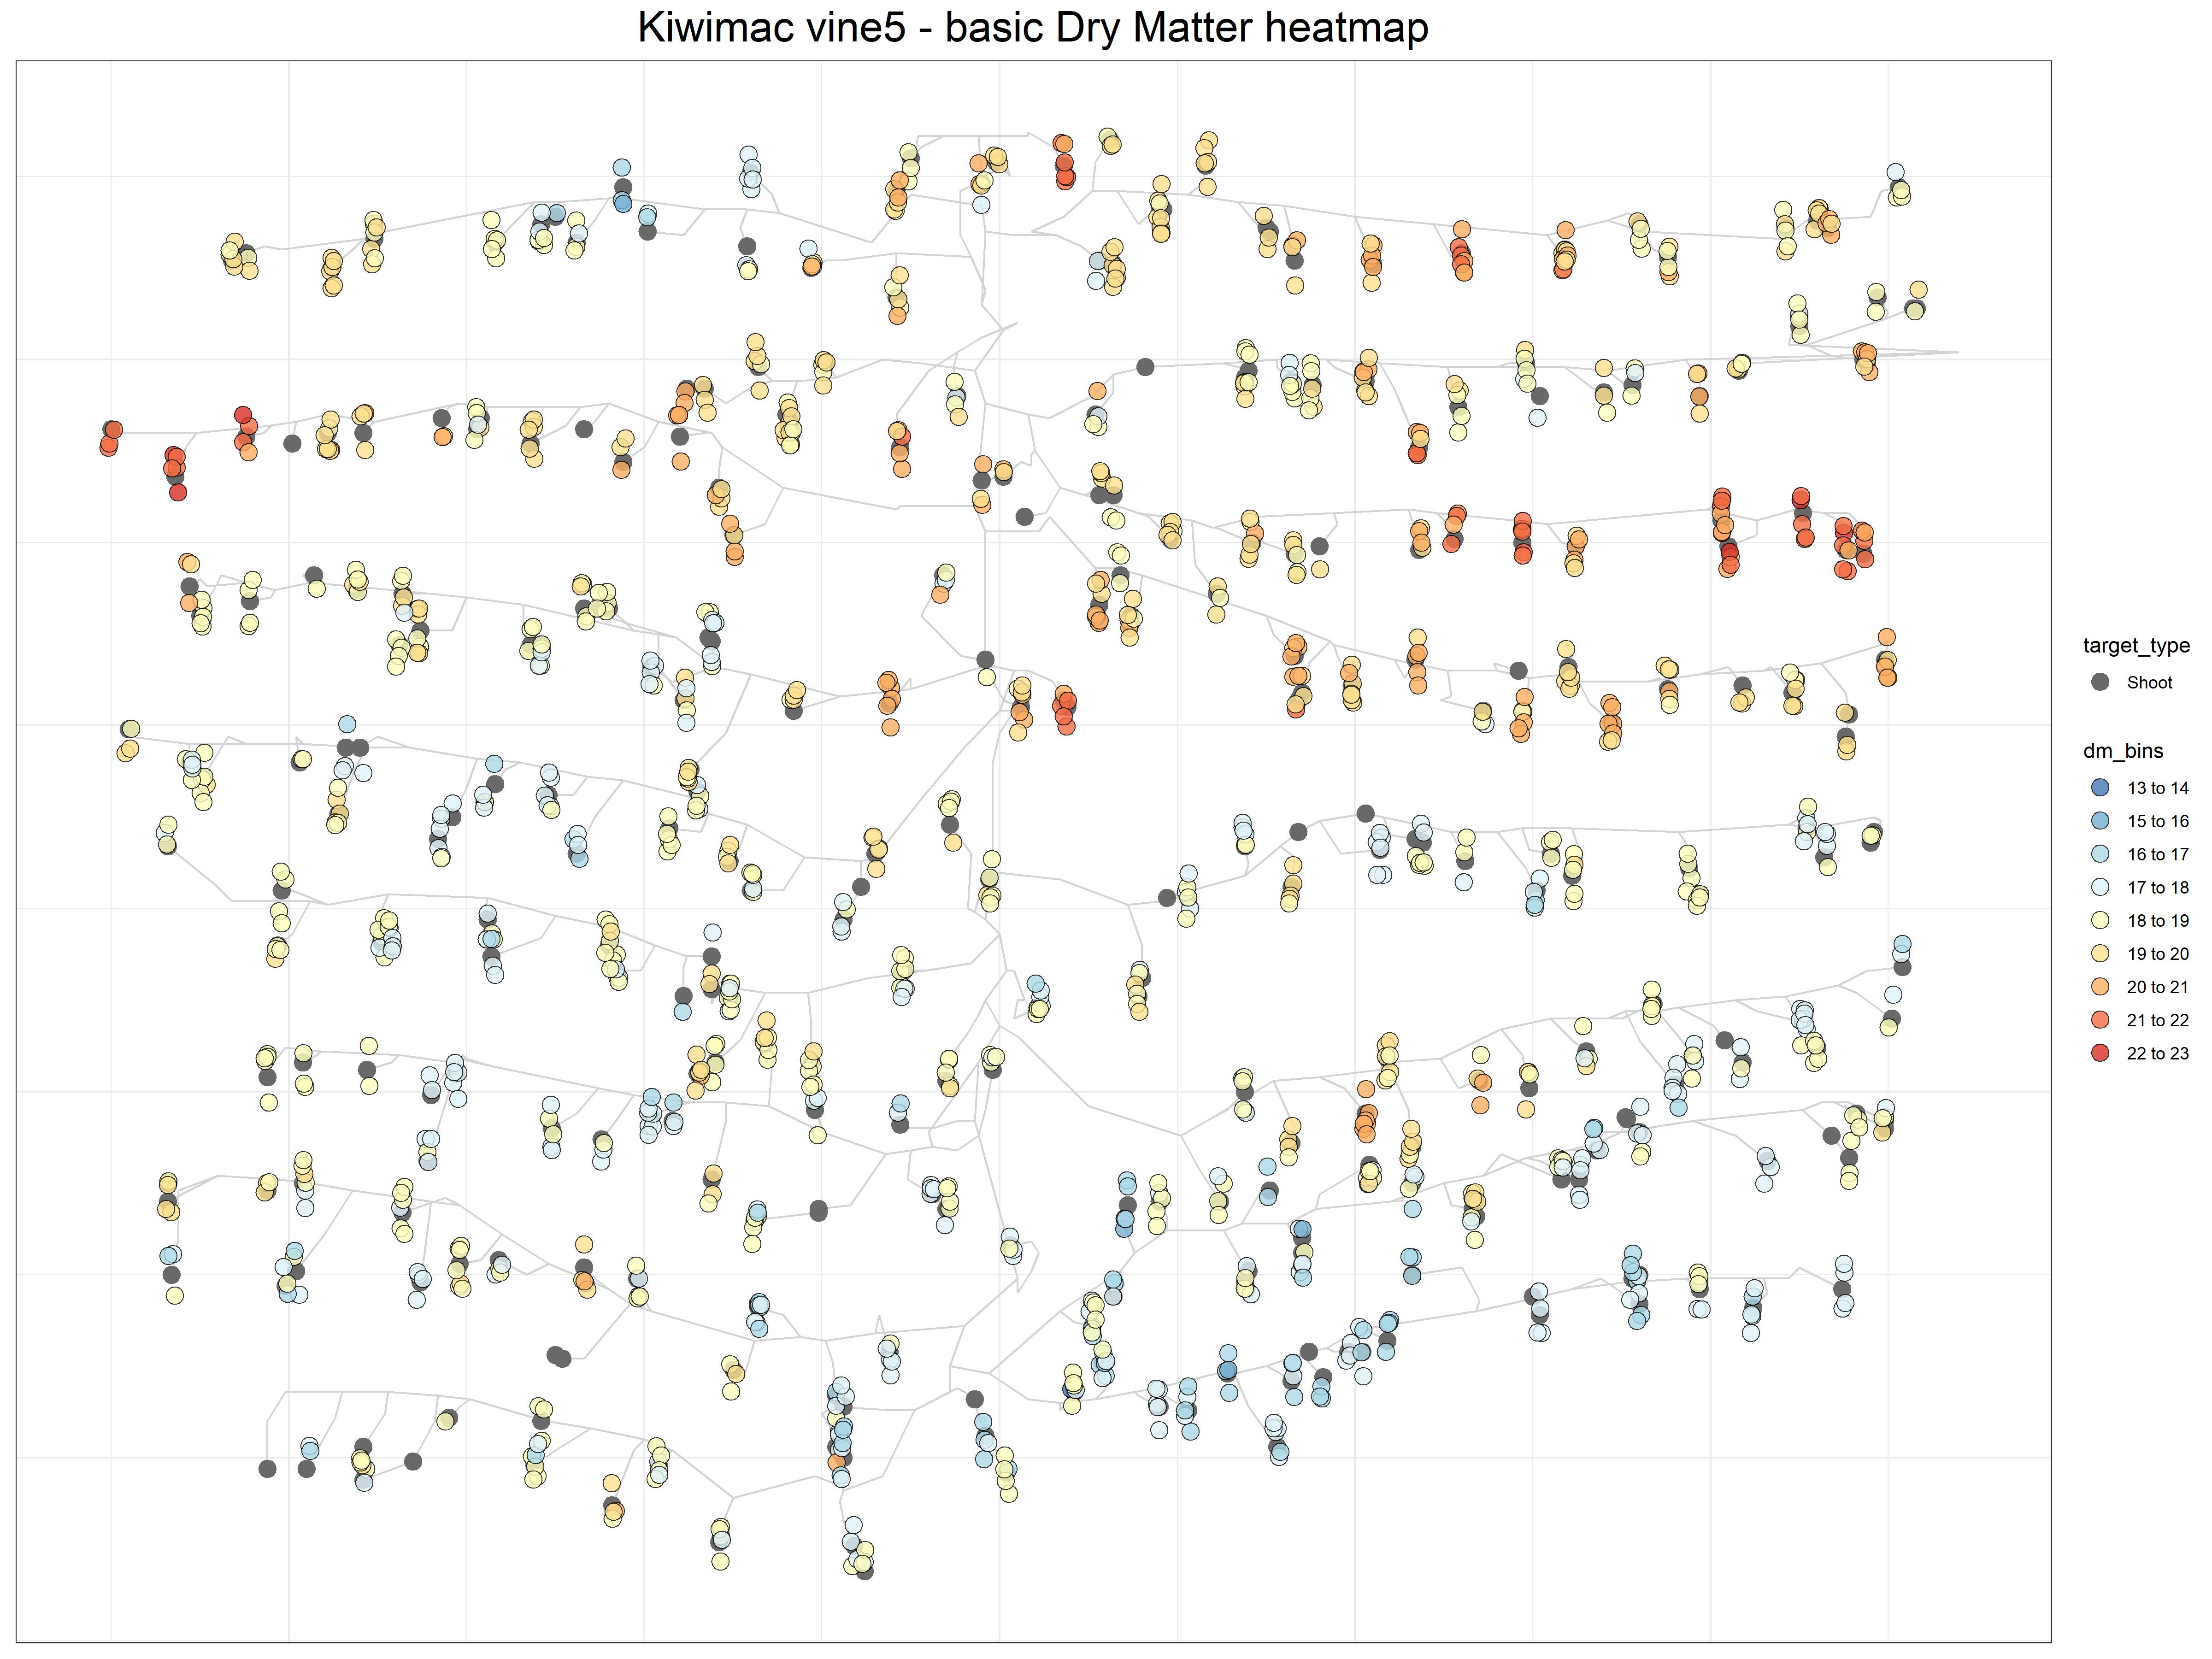 Kiwimac vine5 - basic Dry Matter heatmap
target_type
Shoot
dm_bins
13 to 14
15 to 16
16 to 17
17 to 18
18 to 19
19 to 20
20 to 21
21 to 22
22 to 23